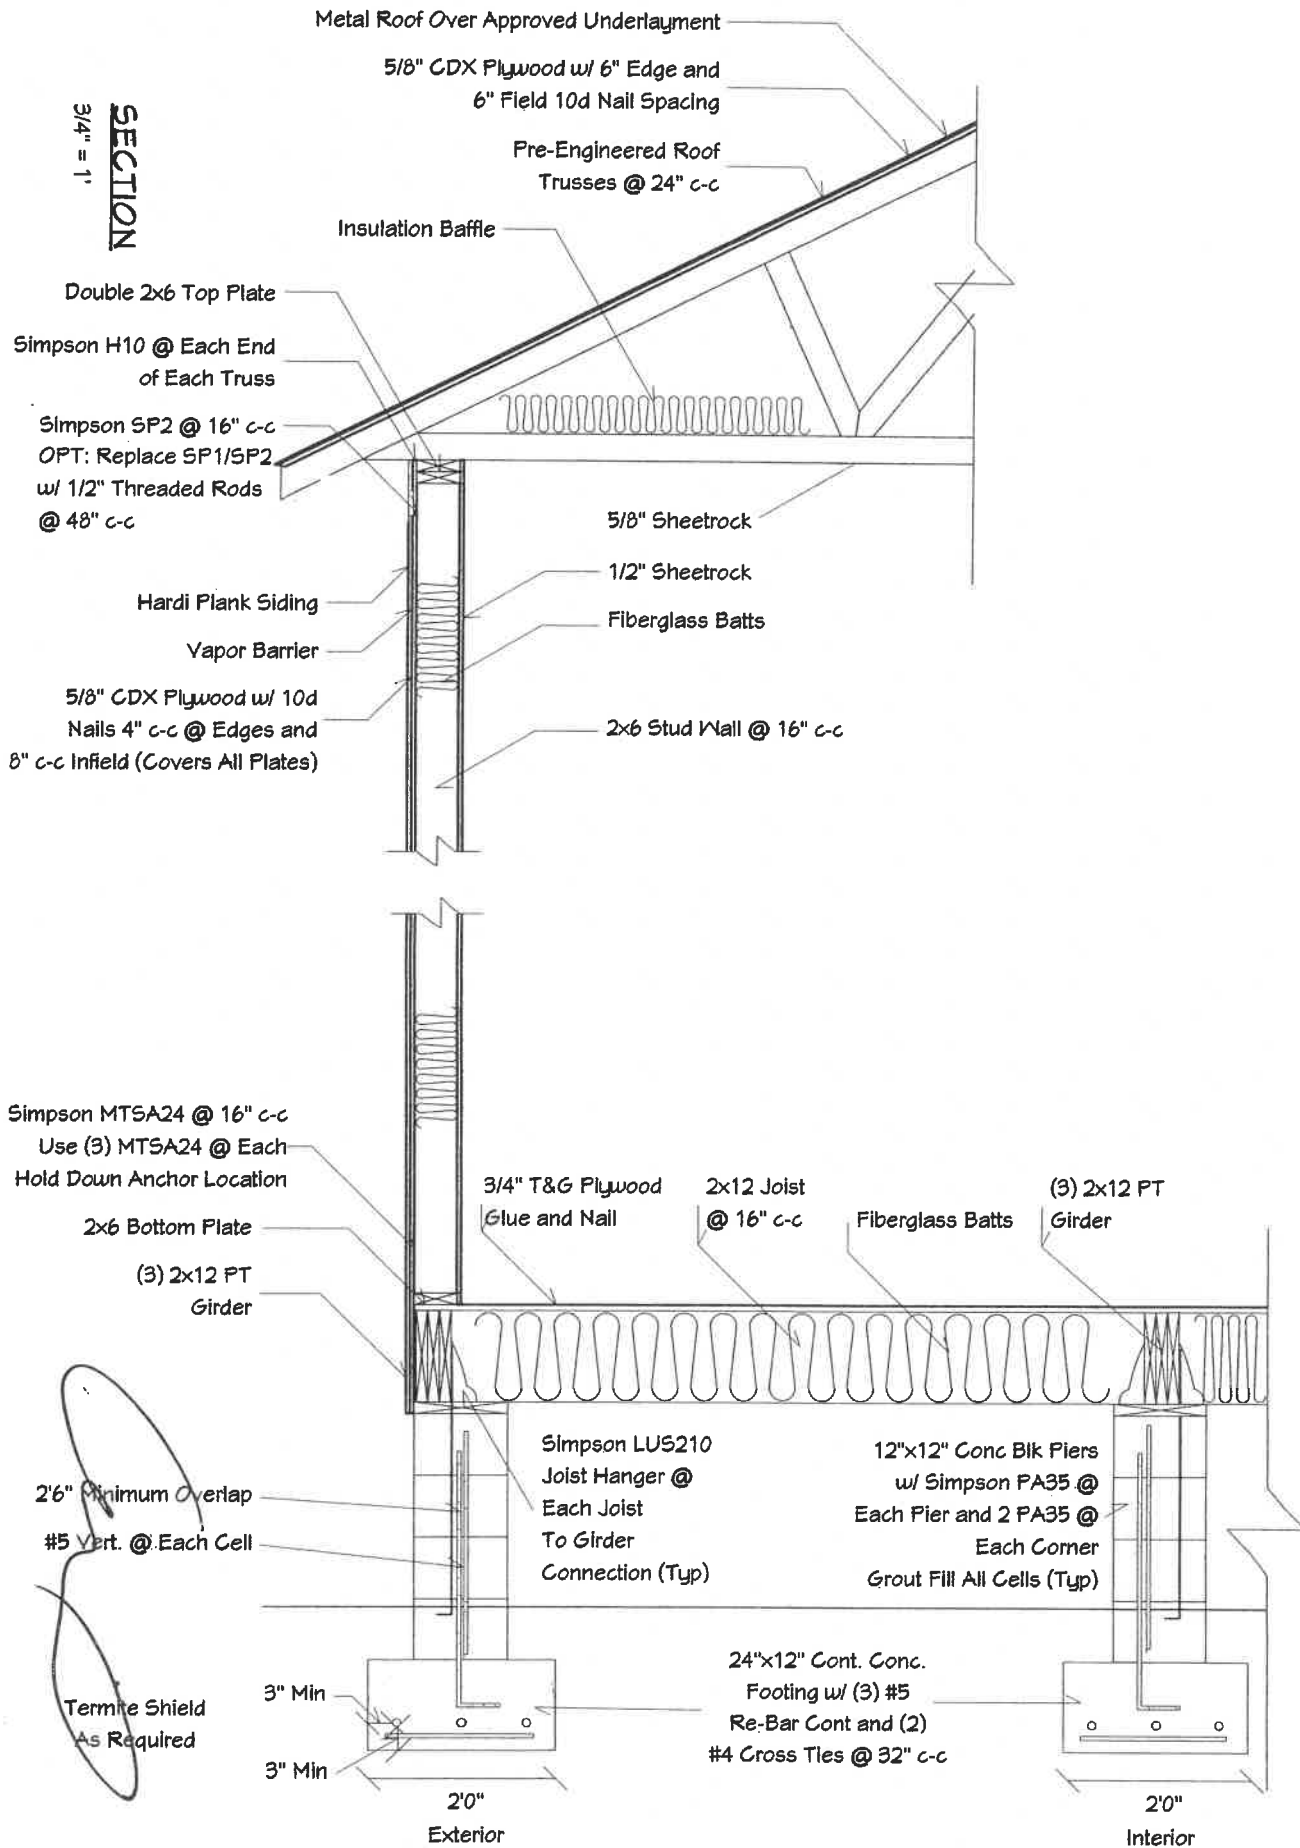 Metal Roof Over Approved Underlayment
5/8" CDX Plywood w/ 6" Edge and
6" Field 10d Nail Spacing
SECTION
3/4" = 1'
Pre-Engineered Roof
Trusses @ 24" c-c
Insulation Baffle
Double 2x6 Top Plate
Simpson H10 @ Each End
of Each Truss
Simpson SP2 @ 16" c-c
OPT: Replace SP1/SP2
w/ 1/2" Threaded Rods
@ 48" c-c
5/8" Sheetrock
1/2" Sheetrock
Hardi Plank Siding
Fiberglass Batts
Vapor Barrier
5/8" CDX Plywood w/ 10d
Nails 4" c-c @ Edges and
8" c-c Infield (Covers All Plates)
2x6 Stud Wall @ 16" c-c
Simpson MTSA24 @ 16" c-c
Use (3) MTSA24 @ Each
Hold Down Anchor Location
2x6 Bottom Plate
(3) 2x12 PT
Girder
3/4" T&G Plywood
Glue and Nail
2x12 Joist
@ 16" c-c
Fiberglass Batts
(3) 2x12 PT
Girder
Simpson LUS210
Joist Hanger @
Each Joist
To Girder
Connection (Typ)
12"x12" Conc Blk Piers
w/ Simpson PA35 @
Each Pier and 2 PA35 @
Each Corner
Grout Fill All Cells (Typ)
2'6" Minimum Overlap
#5 Vert. @ Each Cell
Termite Shield
As Required
3" Min
3" Min
24"x12" Cont. Conc.
Footing w/ (3) #5
Re-Bar Cont and (2)
#4 Cross Ties @ 32" c-c
2'0"
Exterior
2'0"
Interior